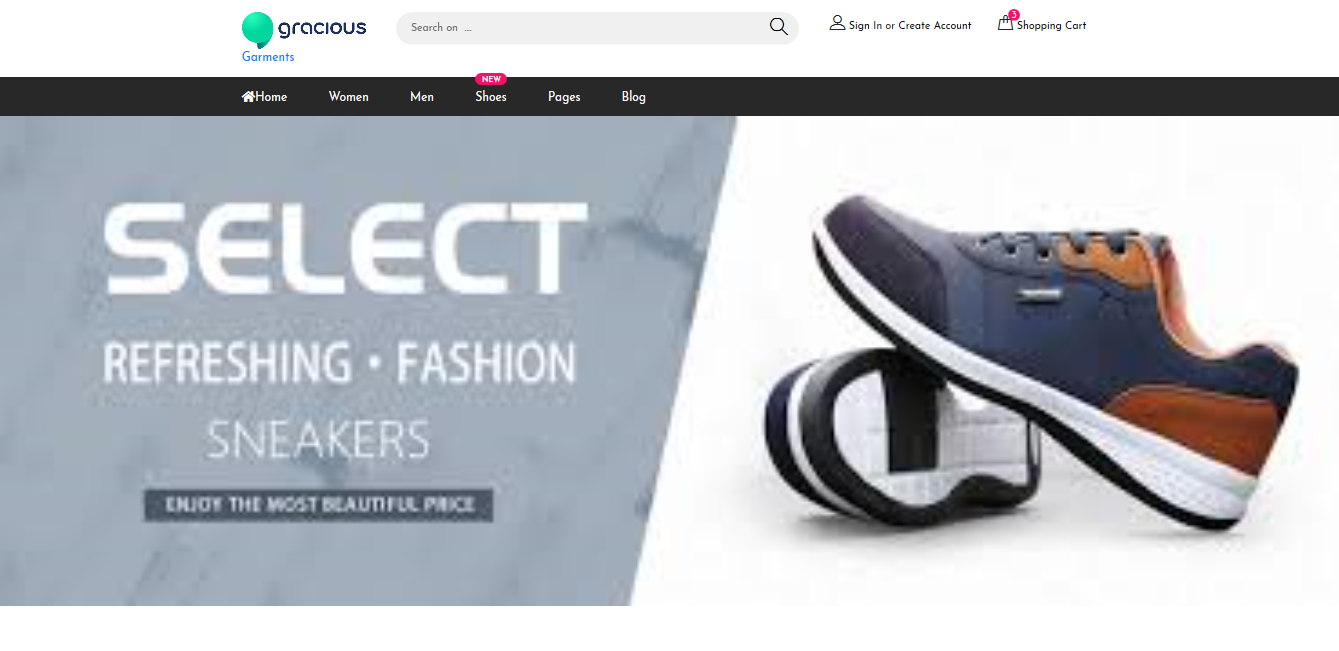 gracious
Garments
Search on ...
Sign In or Create Account
3
Shopping Cart
Home
Women
Men
NEW
Shoes
Pages
Blog
SELECT
REFRESHING • FASHION
SNEAKERS
ENJOY THE MOST BEAUTIFUL PRICE